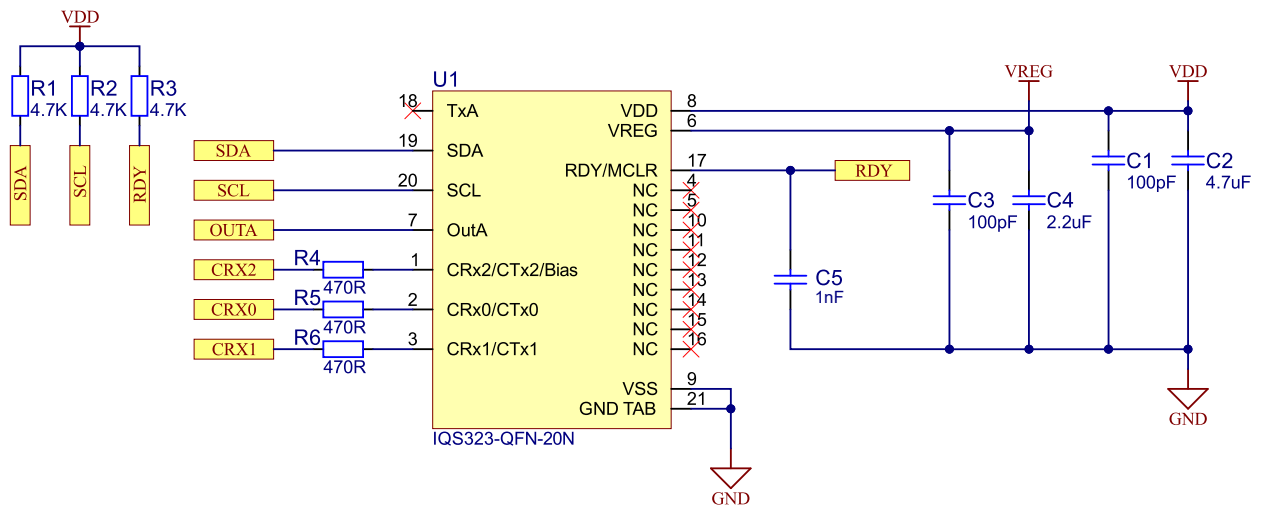 VDD
R1
4.7K
R2
4.7K
R3
4.7K
SDA
SCL
RDY
SDA
SCL
OUTA
CRX2
CRX0
CRX1
R4
470R
R5
470R
R6
470R
U1
18
19
20
7
1
2
3
TxA
SDA
SCL
OutA
CRx2/CTx2/Bias
CRx0/CTx0
CRx1/CTx1
VDD
VREG
RDY/MCLR
NC
NC
NC
NC
NC
NC
NC
NC
NC
VSS
GND TAB
8
6
17
4
5
10
11
12
13
14
15
16
9
21
IQS323-QFN-20N
GND
RDY
C5
1nF
VREG
C3
100pF
C4
2.2uF
VDD
C1
100pF
C2
4.7uF
GND